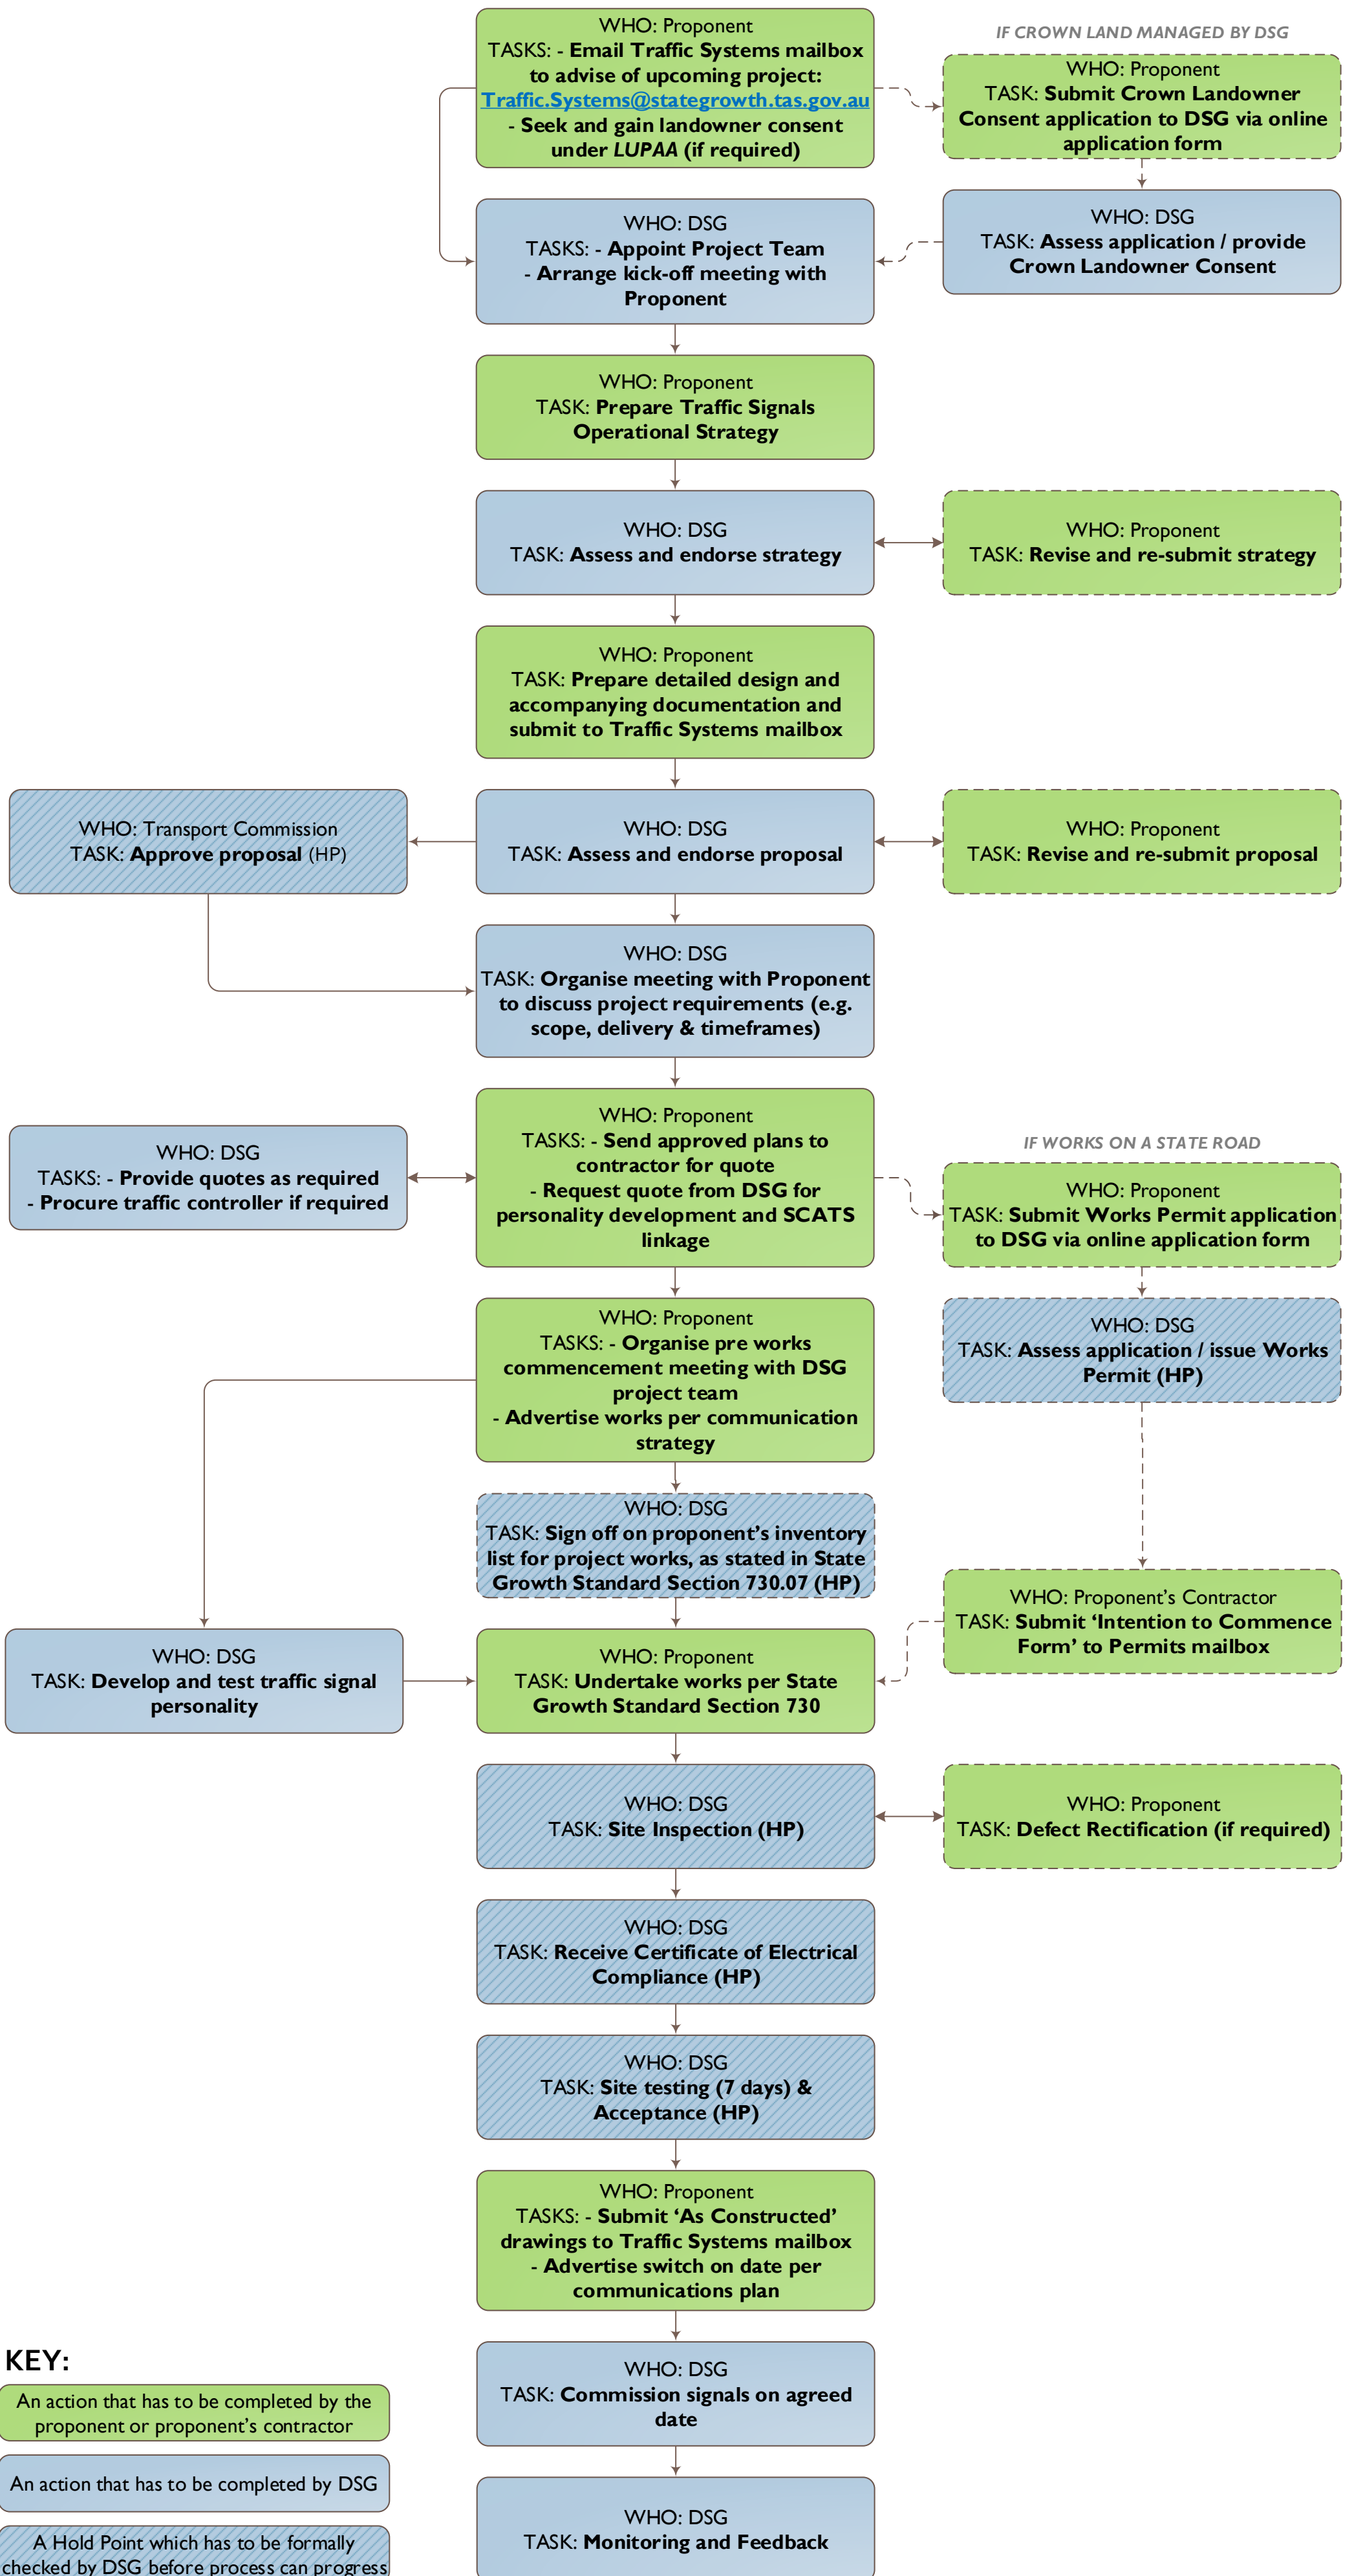 WHO: Proponent
TASKS: - Email Traffic Systems mailbox
to advise of upcoming project:
Traffic.Systems@stategrowth.tas.gov.au
- Seek and gain landowner consent
under LUPAA (if required)
IF CROWN LAND MANAGED BY DSG
WHO: Proponent
TASK: Submit Crown Landowner
Consent application to DSG via online
application form
WHO: DSG
TASKS: - Appoint Project Team
- Arrange kick-off meeting with
Proponent
WHO: DSG
TASK: Assess application / provide
Crown Landowner Consent
WHO: Proponent
TASK: Prepare Traffic Signals
Operational Strategy
WHO: DSG
TASK: Assess and endorse strategy
WHO: Proponent
TASK: Revise and re-submit strategy
WHO: Proponent
TASK: Prepare detailed design and
accompanying documentation and
submit to Traffic Systems mailbox
WHO: Transport Commission
TASK: Approve proposal (HP)
WHO: DSG
TASK: Assess and endorse proposal
WHO: Proponent
TASK: Revise and re-submit proposal
WHO: DSG
TASK: Organise meeting with Proponent
to discuss project requirements (e.g.
scope, delivery & timeframes)
WHO: DSG
TASKS: - Provide quotes as required
- Procure traffic controller if required
WHO: Proponent
TASKS: - Send approved plans to
contractor for quote
- Request quote from DSG for
personality development and SCATS
linkage
IF WORKS ON A STATE ROAD
WHO: Proponent
TASK: Submit Works Permit application
to DSG via online application form
WHO: Proponent
TASKS: - Organise pre works
commencement meeting with DSG
project team
- Advertise works per communication
strategy
WHO: DSG
TASK: Assess application / issue Works
Permit (HP)
WHO: DSG
TASK: Sign off on proponent's inventory
list for project works, as stated in State
Growth Standard Section 730.07 (HP)
WHO: Proponent's Contractor
TASK: Submit 'Intention to Commence
Form' to Permits mailbox
WHO: DSG
TASK: Develop and test traffic signal
personality
WHO: Proponent
TASK: Undertake works per State
Growth Standard Section 730
WHO: DSG
TASK: Site Inspection (HP)
WHO: Proponent
TASK: Defect Rectification (if required)
WHO: DSG
TASK: Receive Certificate of Electrical
Compliance (HP)
WHO: DSG
TASK: Site testing (7 days) &
Acceptance (HP)
WHO: Proponent
TASKS: - Submit 'As Constructed'
drawings to Traffic Systems mailbox
- Advertise switch on date per
communications plan
WHO: DSG
TASK: Commission signals on agreed
date
WHO: DSG
TASK: Monitoring and Feedback
KEY:
An action that has to be completed by the
proponent or proponent's contractor
An action that has to be completed by DSG
A Hold Point which has to be formally
checked by DSG before process can progress